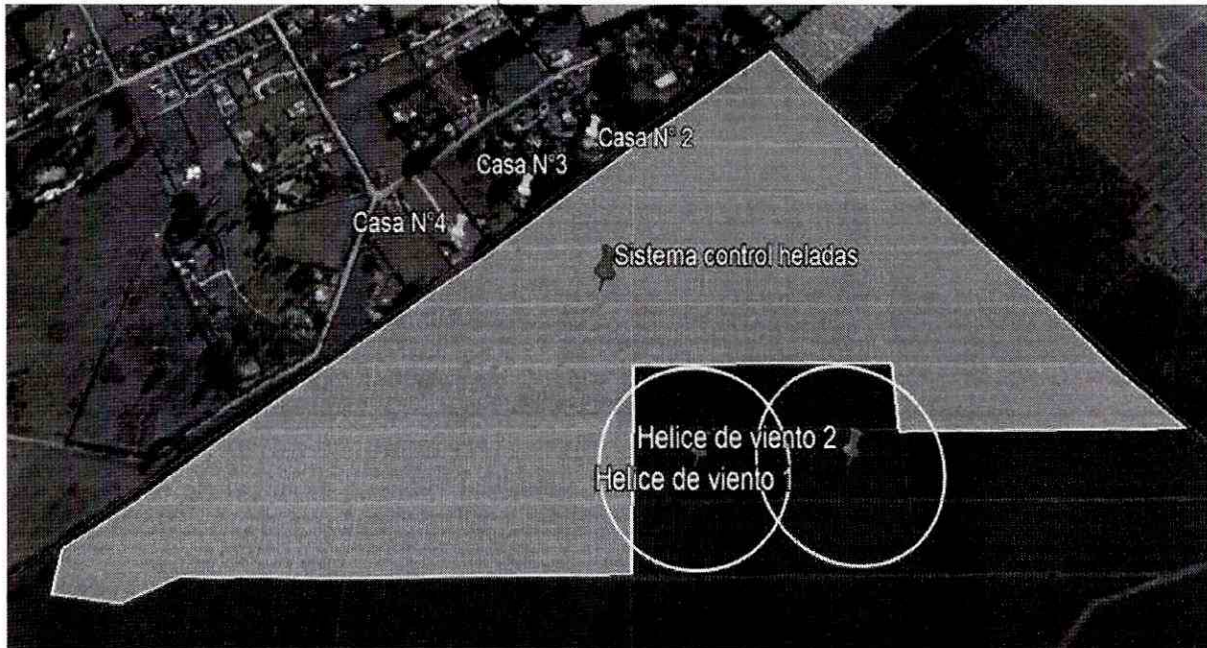 Casa N° 2
Casa N°3
Casa N°4
Sistema control heladas
Helice de viento 2
Helice de viento 1